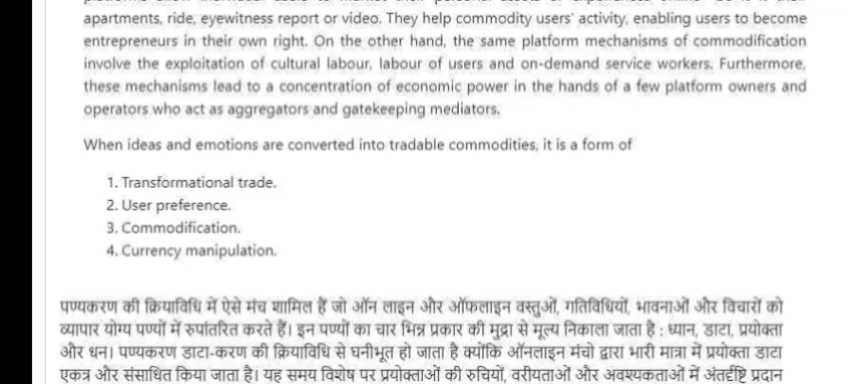 apartments, ride, eyewitness report or video. They help commodity users' activity, enabling users to become
entrepreneurs in their own right. On the other hand, the same platform mechanisms of commodification
involve the exploitation of cultural labour, labour of users and on-demand service workers. Furthermore,
these mechanisms lead to a concentration of economic power in the hands of a few platform owners and
operators who act as aggregators and gatekeeping mediators.
When ideas and emotions are converted into tradable commodities, it is a form of
1. Transformational trade.
2. User preference.
3. Commodification.
4. Currency manipulation.
पण्यकरण की क्रियाविधि में ऐसे मंच शामिल हैं जो ऑन लाइन और ऑफलाइन वस्तुओं, गतिविधियों, भावनाओं और विचारों को
व्यापार योग्य पण्यों में रुपांतरित करते हैं। इन पण्यों का चार भिन्न प्रकार की मुद्रा से मूल्य निकाला जाता है : ध्यान, डाटा, प्रयोक्ता
और धन। पण्यकरण डाटा-करण की क्रियाविधि से घनीभूत हो जाता है क्योंकि ऑनलाइन मंचो द्वारा भारी मात्रा में प्रयोक्ता डाटा
एकत्र और संसाधित किया जाता है। यह समय विशेष पर प्रयोक्ताओं की रुचियों, वरीयताओं और अवश्यकताओं में अंतर्दृष्टि प्रदान